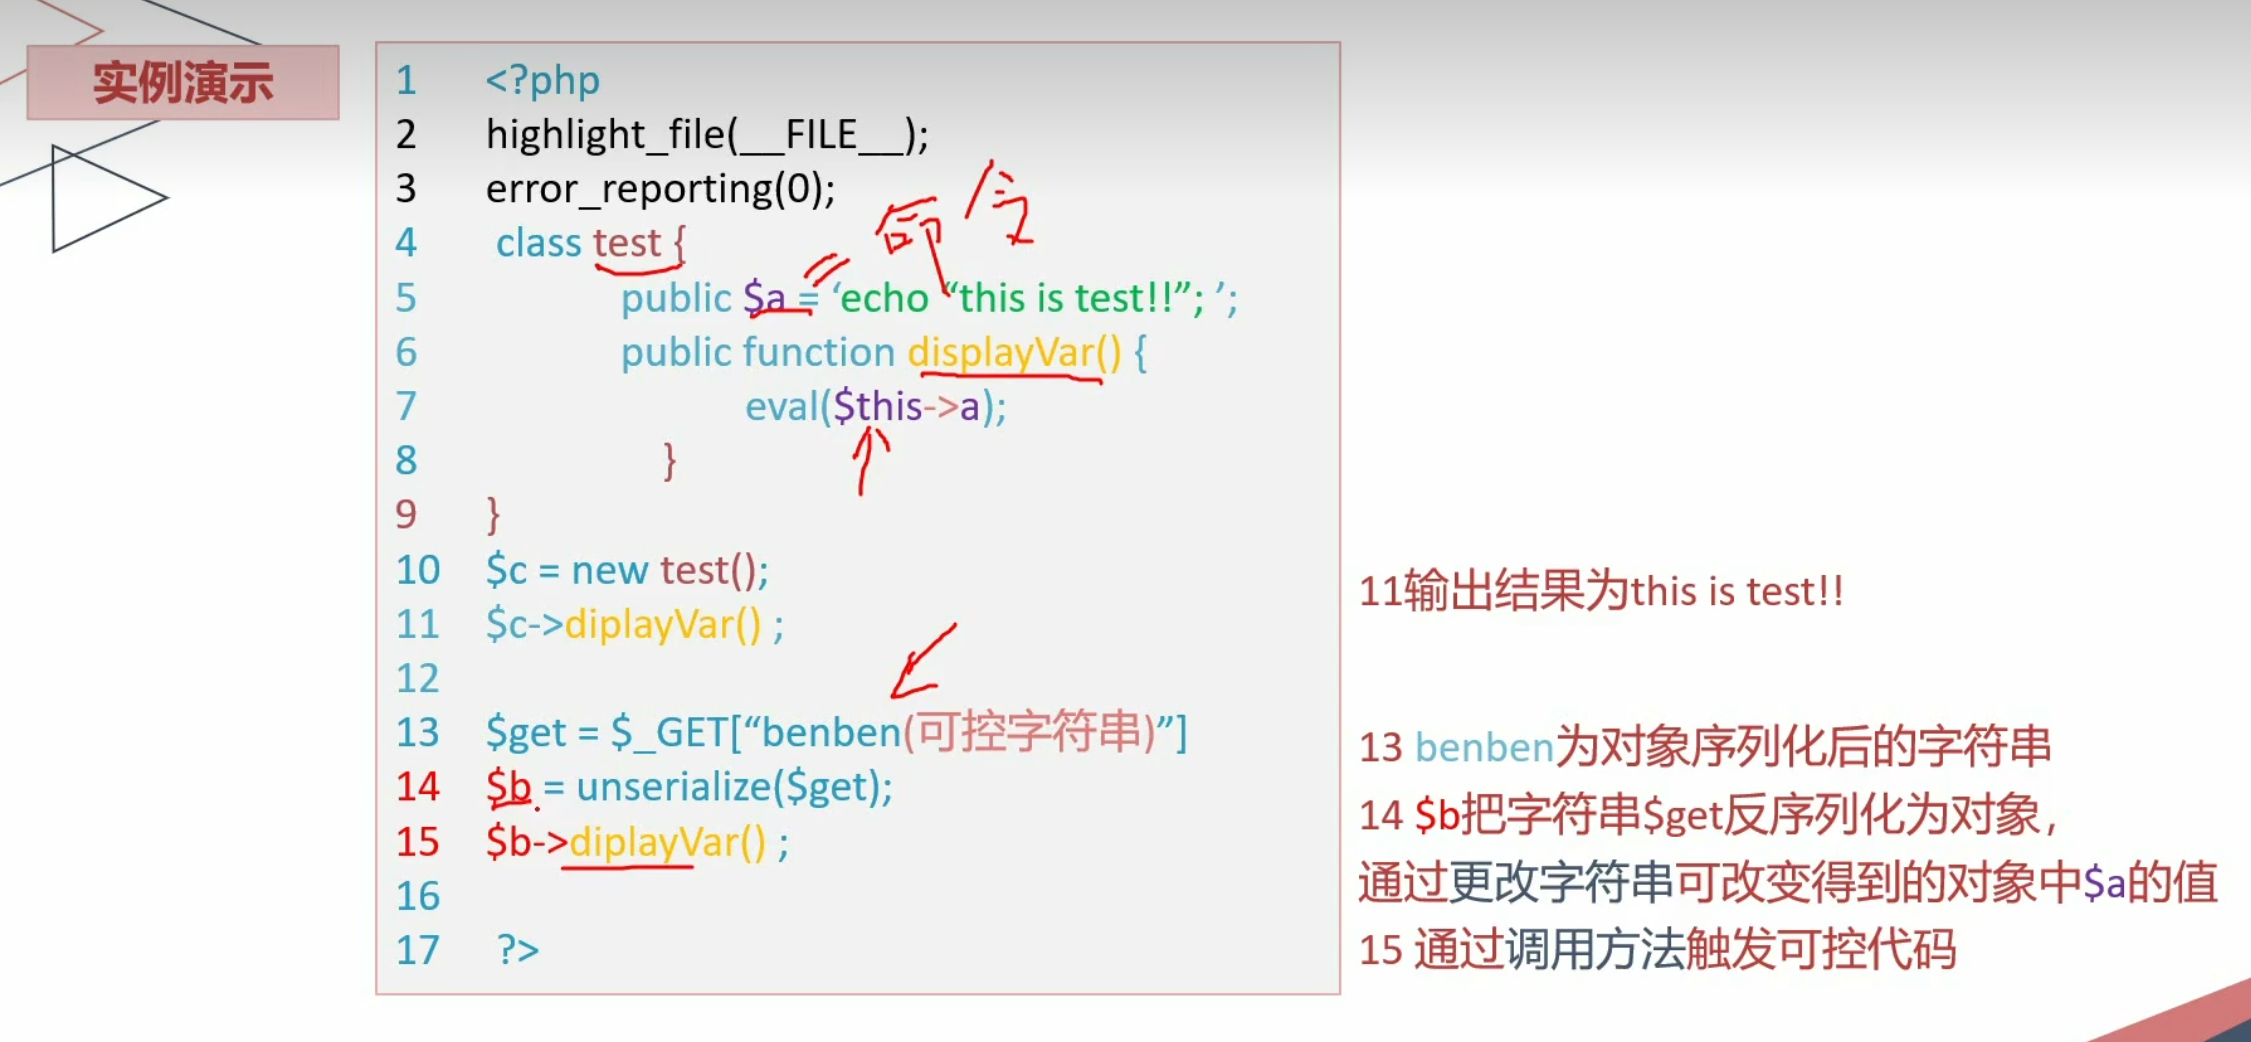 实例演示
1 <?php
2 highlight_file(__FILE__);
3 error_reporting(0);
命令
4 class test {
5 public $a = ‘echo “this is test!!”; ’;
6 public function displayVar() {
7 eval($this->a);
8 }
9 }
10 $c = new test();
11 $c->diplayVar() ;
12
13 $get = $_GET[“benben(可控字符串)”]
14 $b = unserialize($get);
15 $b->diplayVar() ;
16
17 ?>
11输出结果为this is test!!
13 benben为对象序列化后的字符串
14 $b把字符串$get反序列化为对象,
通过更改字符串可改变得到的对象中$a的值
15 通过调用方法触发可控代码